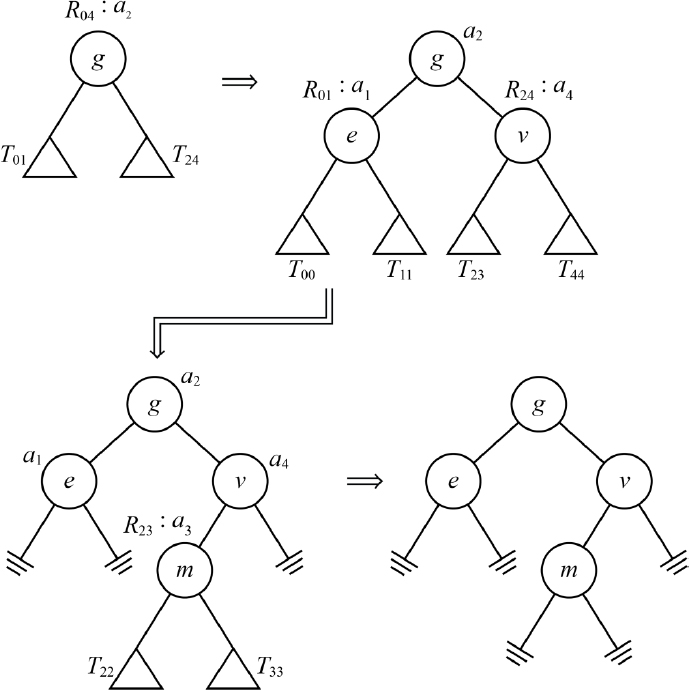 R₀₄ : a₂
g
⇒
T₀₁ T₂₄
a₂
g
R₀₁ : a₁ R₂₄ : a₄
e v
T₀₀ T₁₁ T₂₃ T₄₄
a₂
g
a₁ a₄
e v
⇒
R₂₃ : a₃
m
T₂₂ T₃₃
g
e v
m